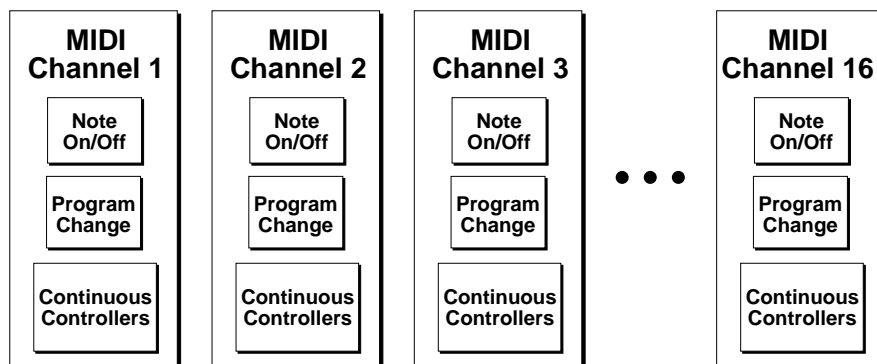 MIDI
Channel 1
Note
On/Off
Program
Change
Continuous
Controllers
MIDI
Channel 2
Note
On/Off
Program
Change
Continuous
Controllers
MIDI
Channel 3
Note
On/Off
Program
Change
Continuous
Controllers
MIDI
Channel 16
Note
On/Off
Program
Change
Continuous
Controllers